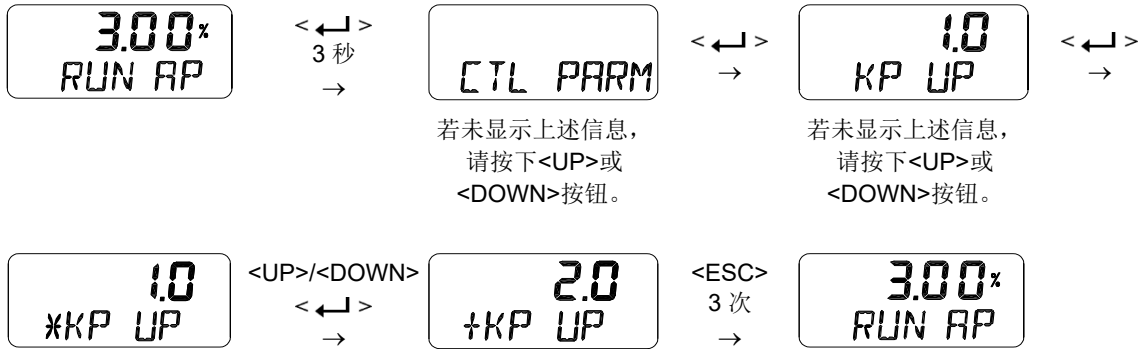 3.00%
RUN AP
< ↵ >
3 秒
→
CTL PARM
若未显示上述信息，
请按下<UP>或
<DOWN>按钮。
< ↵ >
→
1.0
KP UP
若未显示上述信息，
请按下<UP>或
<DOWN>按钮。
< ↵ >
→
1.0
*KP UP
<UP>/<DOWN>
< ↵ >
→
2.0
+KP UP
<ESC>
3 次
→
3.00%
RUN AP